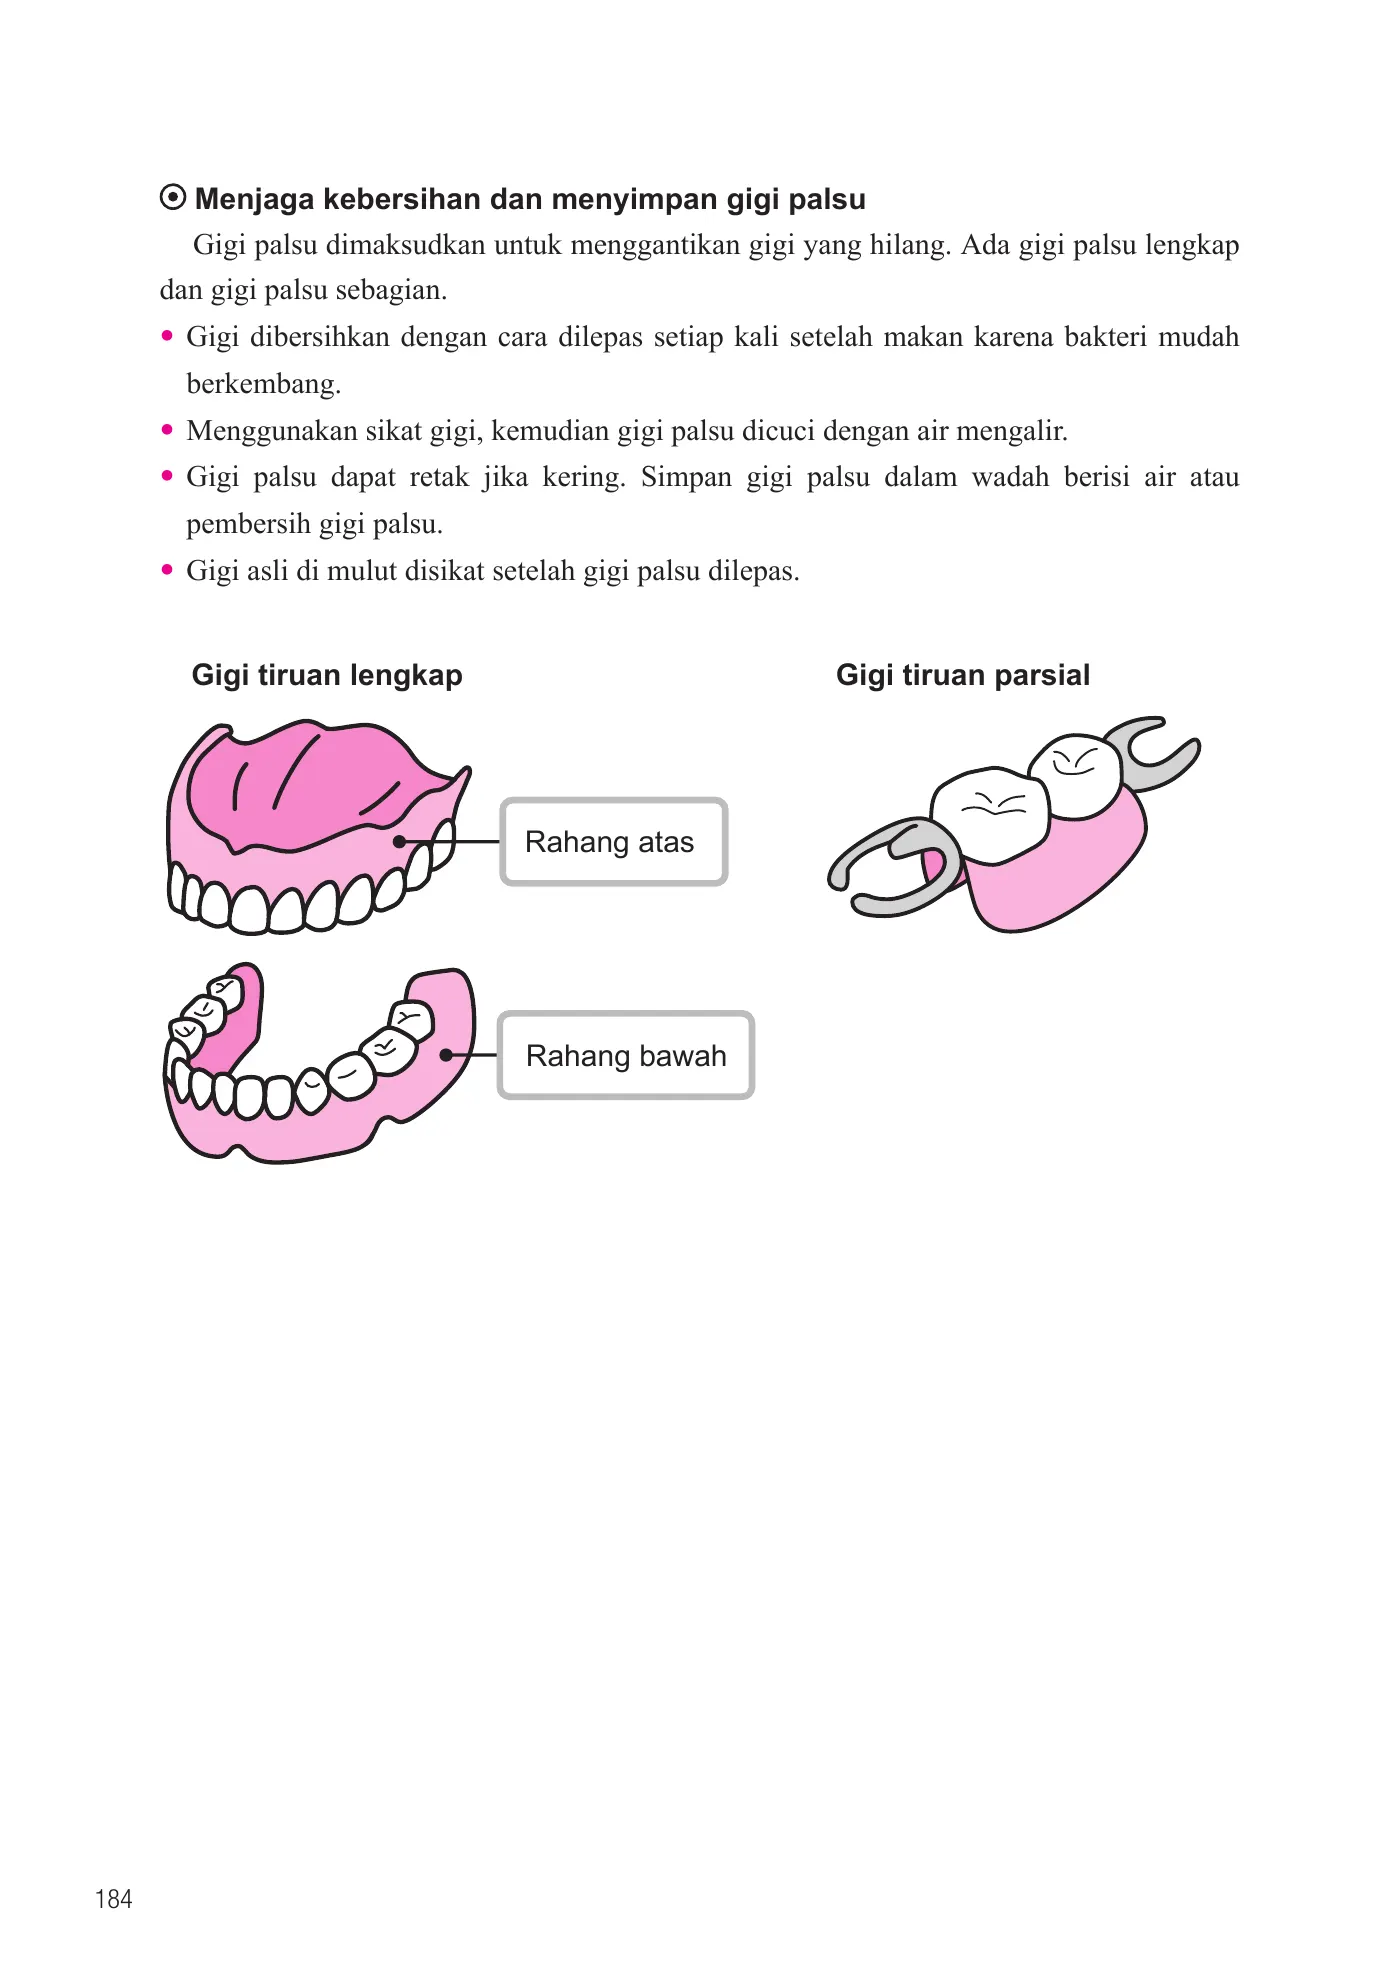 Menjaga kebersihan dan menyimpan gigi palsu
Gigi palsu dimaksudkan untuk menggantikan gigi yang hilang. Ada gigi palsu lengkap
dan gigi palsu sebagian.
• Gigi dibersihkan dengan cara dilepas setiap kali setelah makan karena bakteri mudah
berkembang.
• Menggunakan sikat gigi, kemudian gigi palsu dicuci dengan air mengalir.
• Gigi palsu dapat retak jika kering. Simpan gigi palsu dalam wadah berisi air atau
pembersih gigi palsu.
• Gigi asli di mulut disikat setelah gigi palsu dilepas.
Gigi tiruan lengkap
Gigi tiruan parsial
Rahang atas
Rahang bawah
184